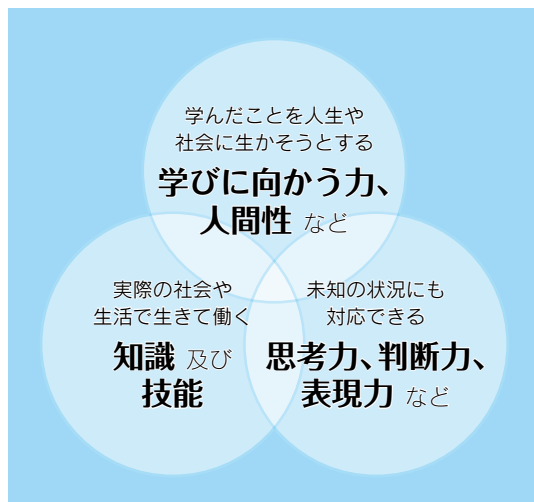 学んだことを人生や
社会に生かそうとする
学びに向かう力、
人間性 など
実際の社会や
生活で生きて働く
知識 及び
技能
未知の状況にも
対応できる
思考力、判断力、
表現力 など